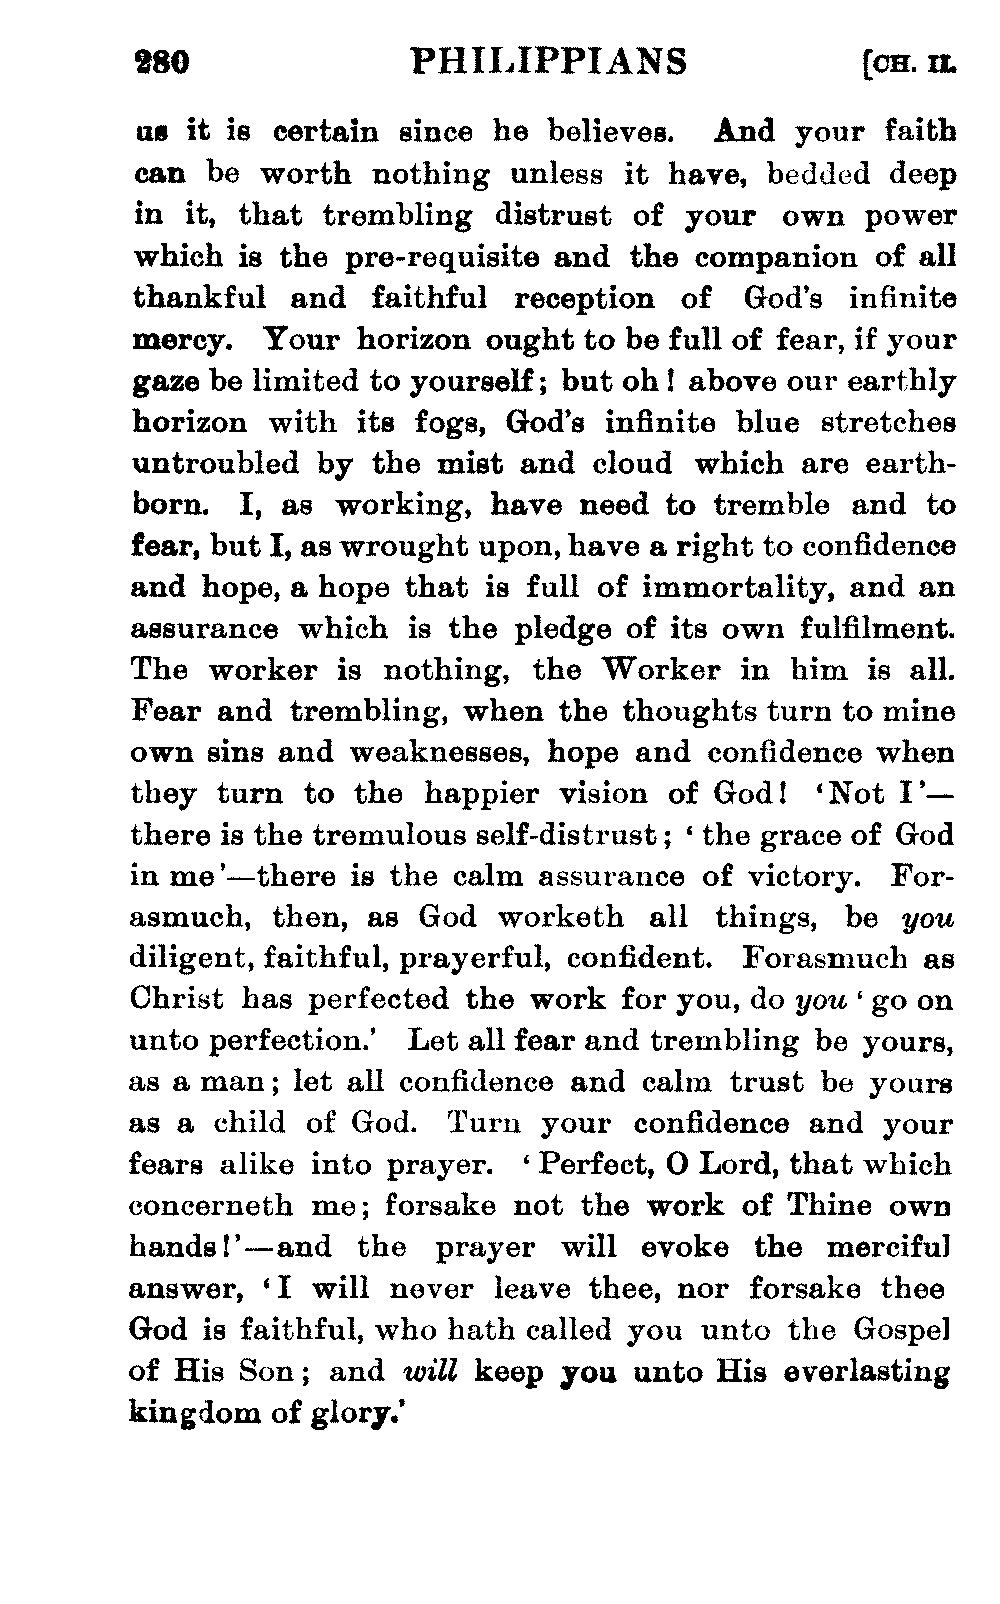 280 PHILIPPIANS [CH. II.
us it is certain since he believes. And your faith
can be worth nothing unless it have, bedded deep
in it, that trembling distrust of your own power
which is the pre-requisite and the companion of all
thankful and faithful reception of God's infinite
mercy. Your horizon ought to be full of fear, if your
gaze be limited to yourself; but oh! above our earthly
horizon with its fogs, God's infinite blue stretches
untroubled by the mist and cloud which are earth-
born. I, as working, have need to tremble and to
fear, but I, as wrought upon, have a right to confidence
and hope, a hope that is full of immortality, and an
assurance which is the pledge of its own fulfilment.
The worker is nothing, the Worker in him is all.
Fear and trembling, when the thoughts turn to mine
own sins and weaknesses, hope and confidence when
they turn to the happier vision of God! 'Not I'—
there is the tremulous self-distrust; 'the grace of God
in me'—there is the calm assurance of victory. For-
asmuch, then, as God worketh all things, be you
diligent, faithful, prayerful, confident. Forasmuch as
Christ has perfected the work for you, do you 'go on
unto perfection.' Let all fear and trembling be yours,
as a man; let all confidence and calm trust be yours
as a child of God. Turn your confidence and your
fears alike into prayer. 'Perfect, O Lord, that which
concerneth me; forsake not the work of Thine own
hands!'—and the prayer will evoke the merciful
answer, 'I will never leave thee, nor forsake thee
God is faithful, who hath called you unto the Gospel
of His Son; and will keep you unto His everlasting
kingdom of glory.'